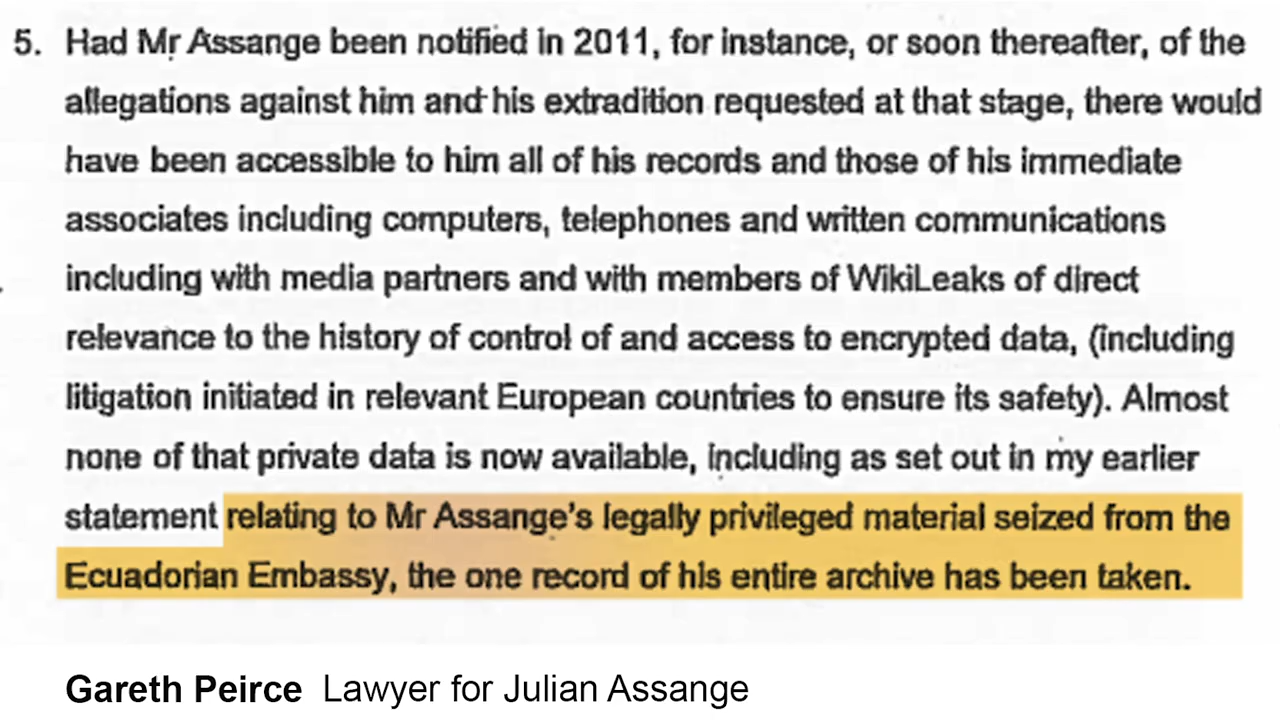 5. Had Mr Assange been notified in 2011, for instance, or soon thereafter, of the
allegations against him and his extradition requested at that stage, there would
have been accessible to him all of his records and those of his immediate
associates including computers, telephones and written communications
including with media partners and with members of WikiLeaks of direct
relevance to the history of control of and access to encrypted data, (including
litigation initiated in relevant European countries to ensure its safety). Almost
none of that private data is now available, including as set out in my earlier
statement relating to Mr Assange's legally privileged material seized from the
Ecuadorian Embassy, the one record of his entire archive has been taken.
Gareth Peirce Lawyer for Julian Assange